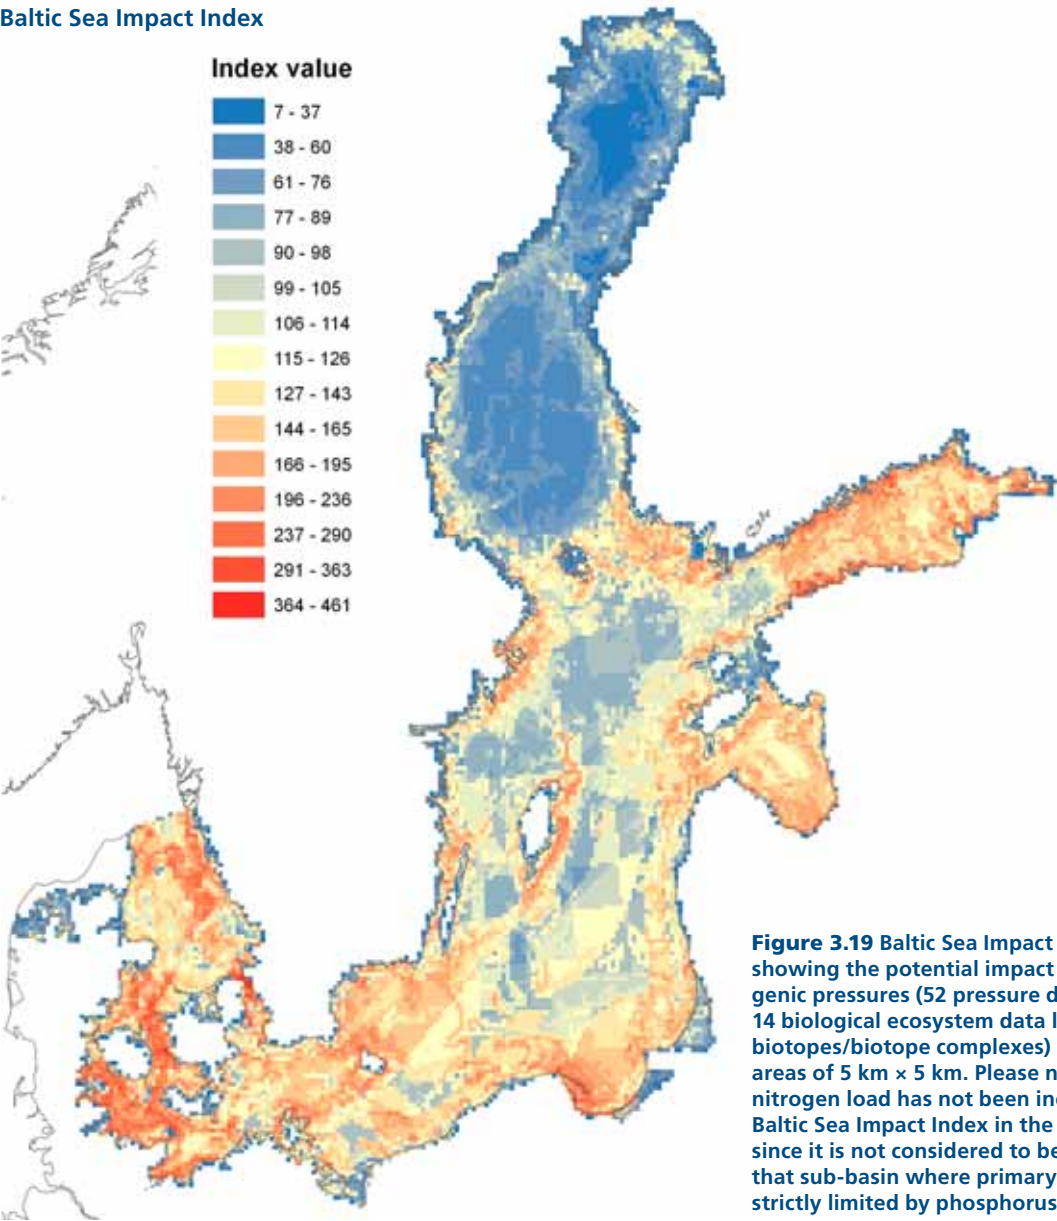 Baltic Sea Impact Index
Index value
7 - 37
38 - 60
61 - 76
77 - 89
90 - 98
99 - 105
106 - 114
115 - 126
127 - 143
144 - 165
166 - 195
196 - 236
237 - 290
291 - 363
364 - 461
Figure 3.19 Baltic Sea Impact
showing the potential impact
genic pressures (52 pressure d
14 biological ecosystem data l
biotopes/biotope complexes)
areas of 5 km × 5 km. Please n
nitrogen load has not been in
Baltic Sea Impact Index in the
since it is not considered to be
that sub-basin where primary
strictly limited by phosphorus